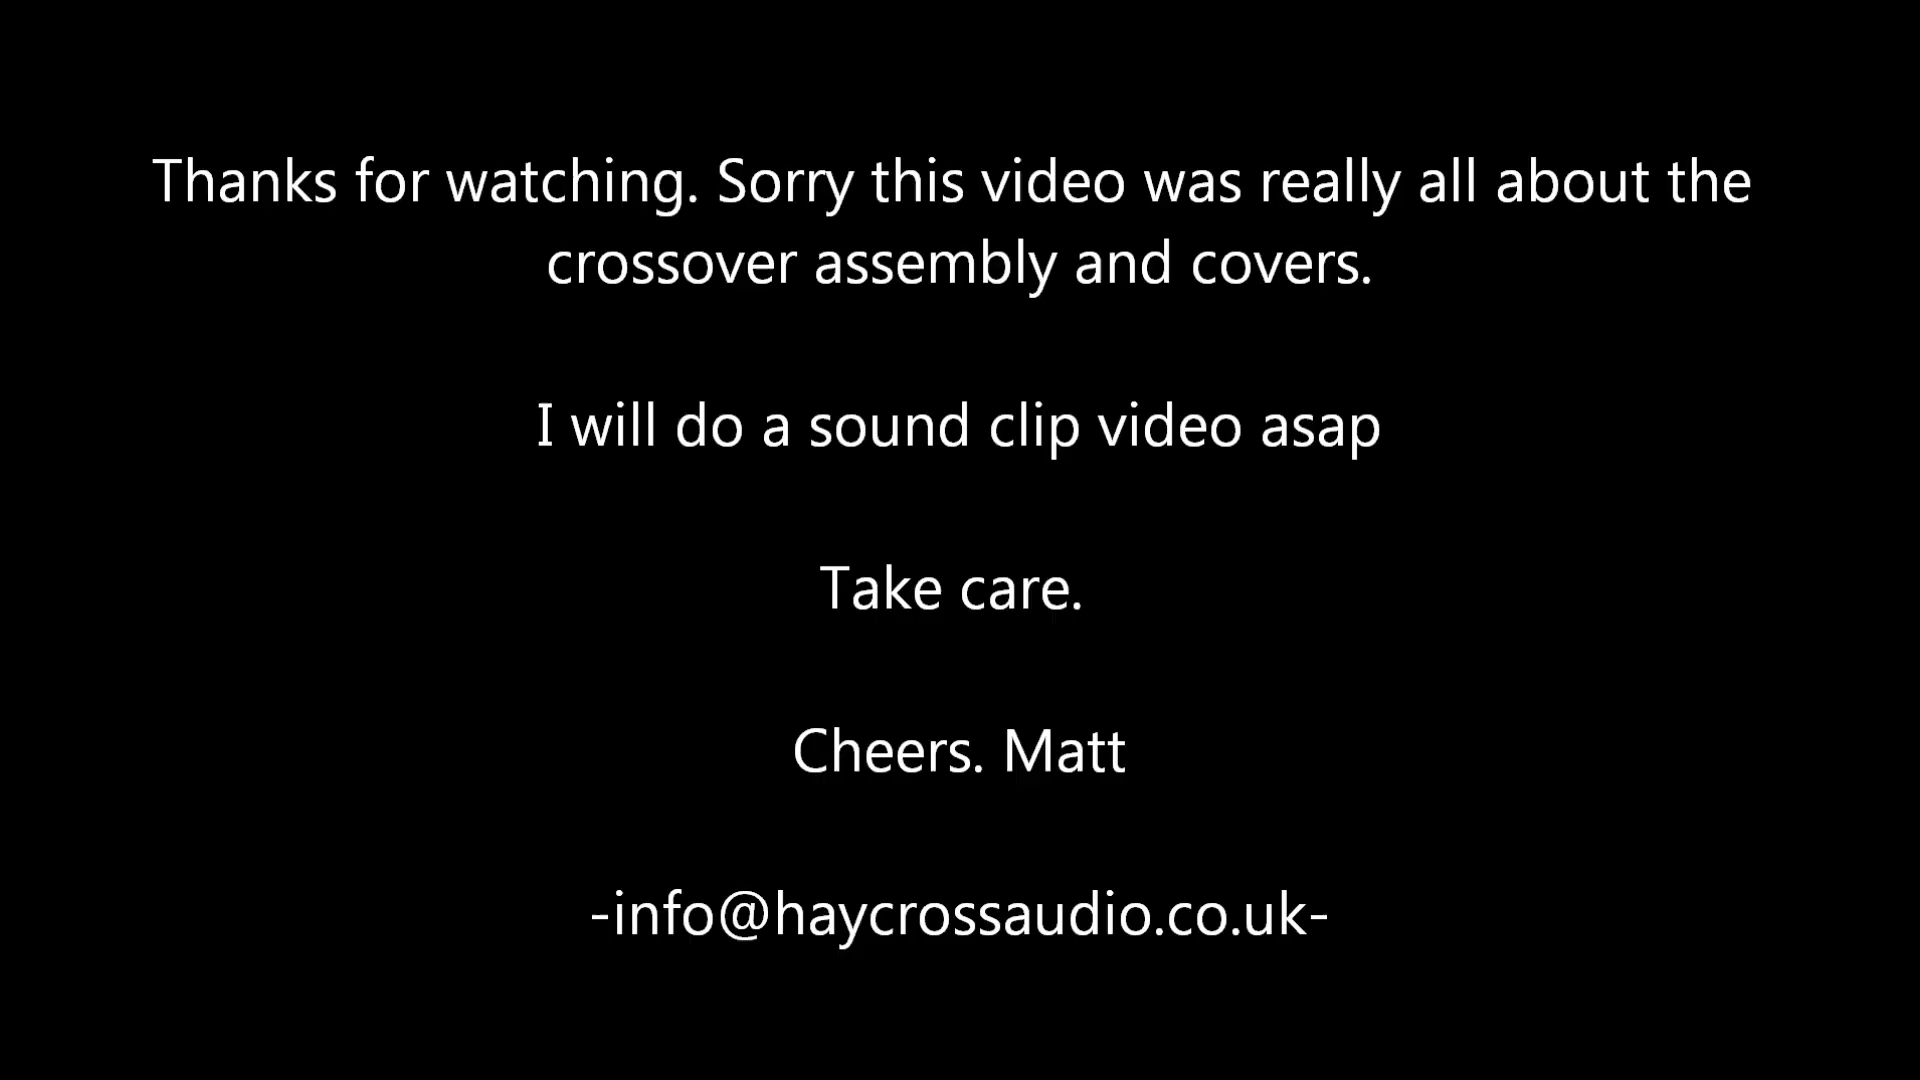 Thanks for watching. Sorry this video was really all about the
crossover assembly and covers.
I will do a sound clip video asap
Take care.
Cheers. Matt
-info@haycrossaudio.co.uk-